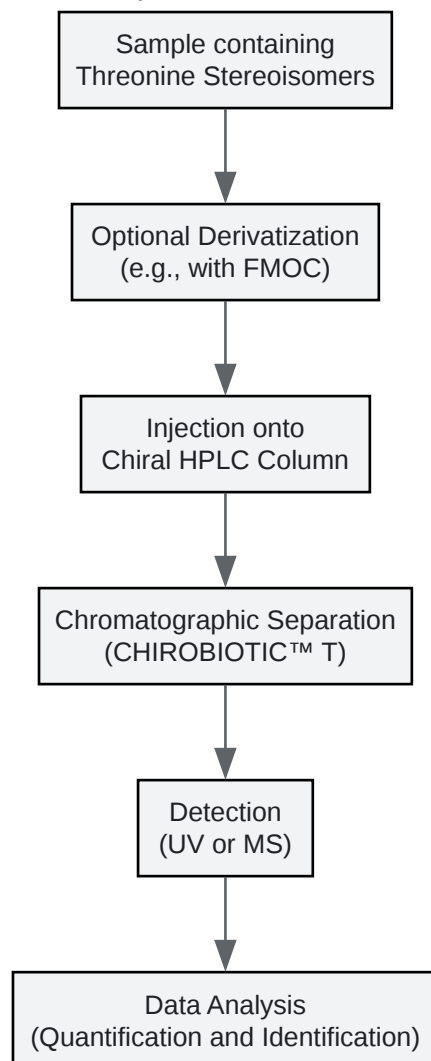 Sample containing
Threonine Stereoisomers
Optional Derivatization
(e.g., with FMOC)
Injection onto
Chiral HPLC Column
Chromatographic Separation
(CHIROBIOTIC™ T)
Detection
(UV or MS)
Data Analysis
(Quantification and Identification)